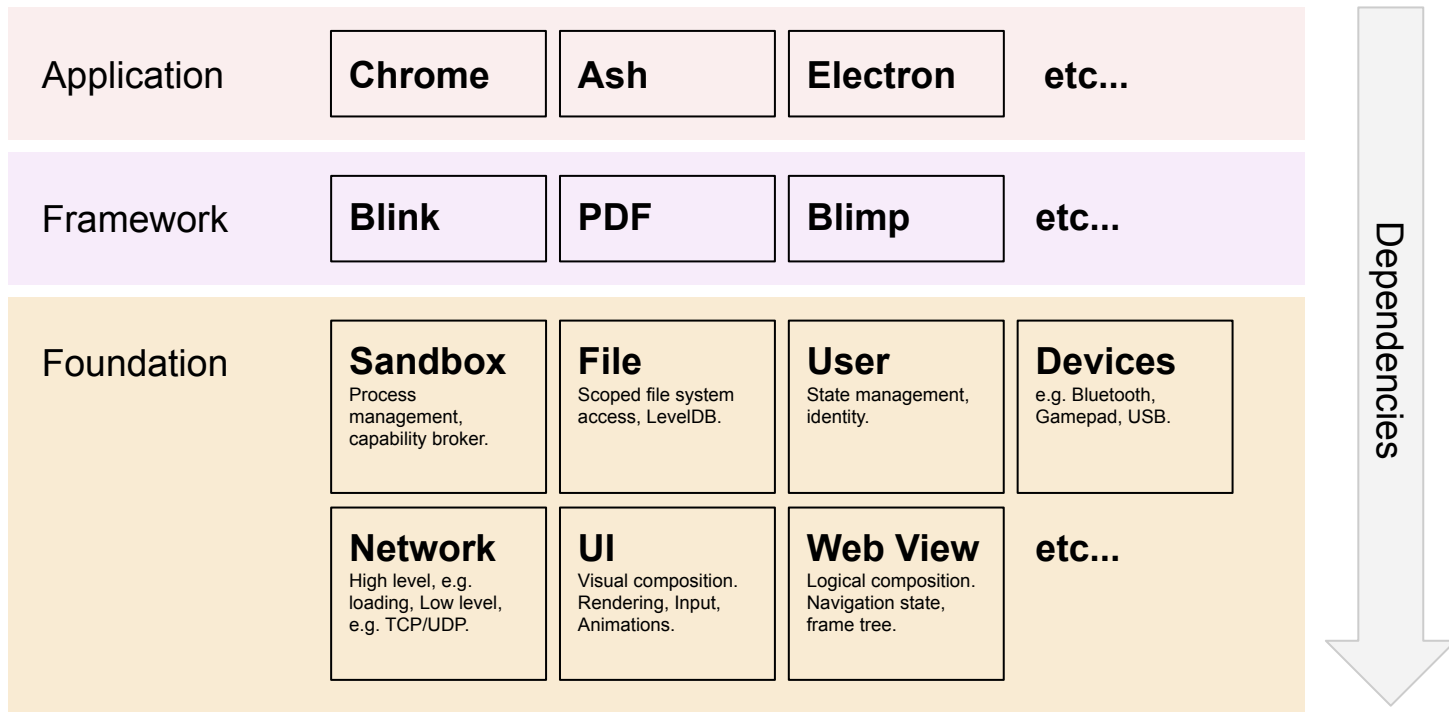 Application
Chrome
Ash
Electron
etc...
Framework
Blink
PDF
Blimp
etc...
Foundation
Sandbox
Process
management,
capability broker.
File
Scoped file system
access, LevelDB.
User
State management,
identity.
Devices
e.g. Bluetooth,
Gamepad, USB.
Network
High level, e.g.
loading, Low level,
e.g. TCP/UDP.
UI
Visual composition.
Rendering, Input,
Animations.
Web View
Logical composition.
Navigation state,
frame tree.
etc...
Dependencies